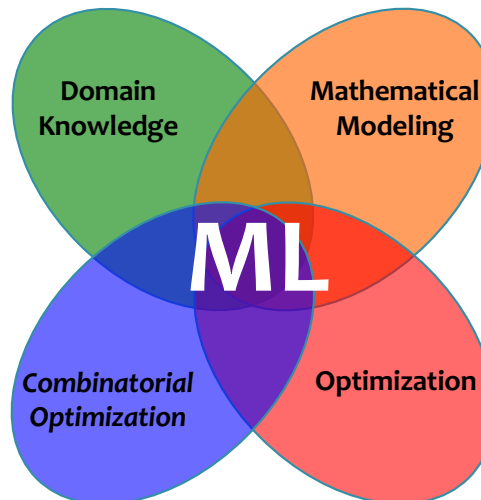 Domain
Knowledge
Mathematical
Modeling
ML
Combinatorial
Optimization
Optimization